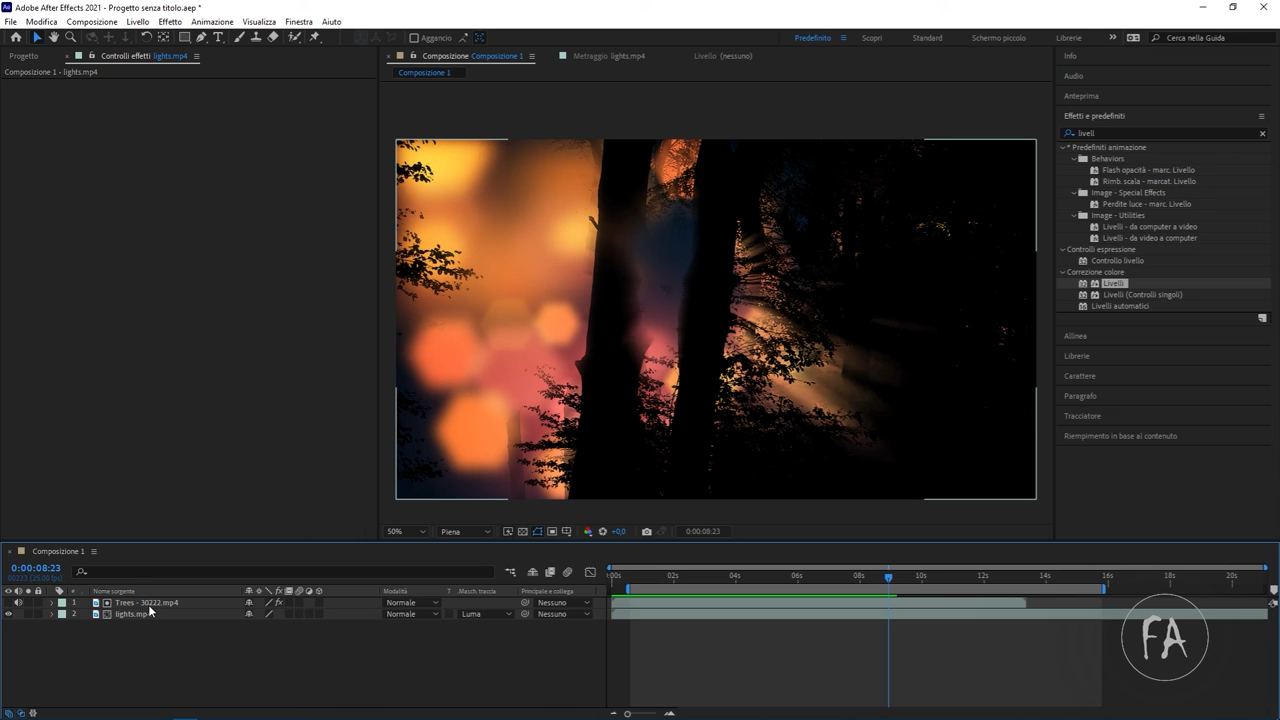 Adobe After Effects 2021 - Progetto senza titolo.aep *
File Modifica Composizione Livello Effetto Animazione Visualizza Finestra Aiuto
Aggancio Predefinito Scopri Standard Schermo piccolo Librerie Cerca nella Guida
Progetto Controlli effetti lights.mp4 Composizione Composizione 1 Metraggio lights.mp4 Livello (nessuno) Info
Composizione 1 • lights.mp4 Composizione 1
Audio
Anteprima
Effetti e predefiniti
livell
* Predefiniti animazione
Behaviors
Flash opacità - marc. Livello
Rimb. scala - marcat. Livello
Image - Special Effects
Perdite luce - marc. Livello
Image - Utilities
Livelli - da computer a video
Livelli - da video a computer
Controlli espressione
Controllo livello
Correzione colore
Livelli
Livelli (Controlli singoli)
Livelli automatici
Allinea
Librerie
Carattere
Paragrafo
Tracciatore
Riempimento in base al contenuto
50% Piena +0,0 0:00:08:23
Composizione 1
0:00:08:23
00223 (25.00 fps)
:00s 02s 04s 06s 08s 10s 12s 14s 16s 18s 20s
# Nome sorgente Modalità T .Masch. traccia Principale e collega
1 Trees - 30222.mp4 Normale Nessuno
2 lights.mp4 Normale Luma Nessuno
FA